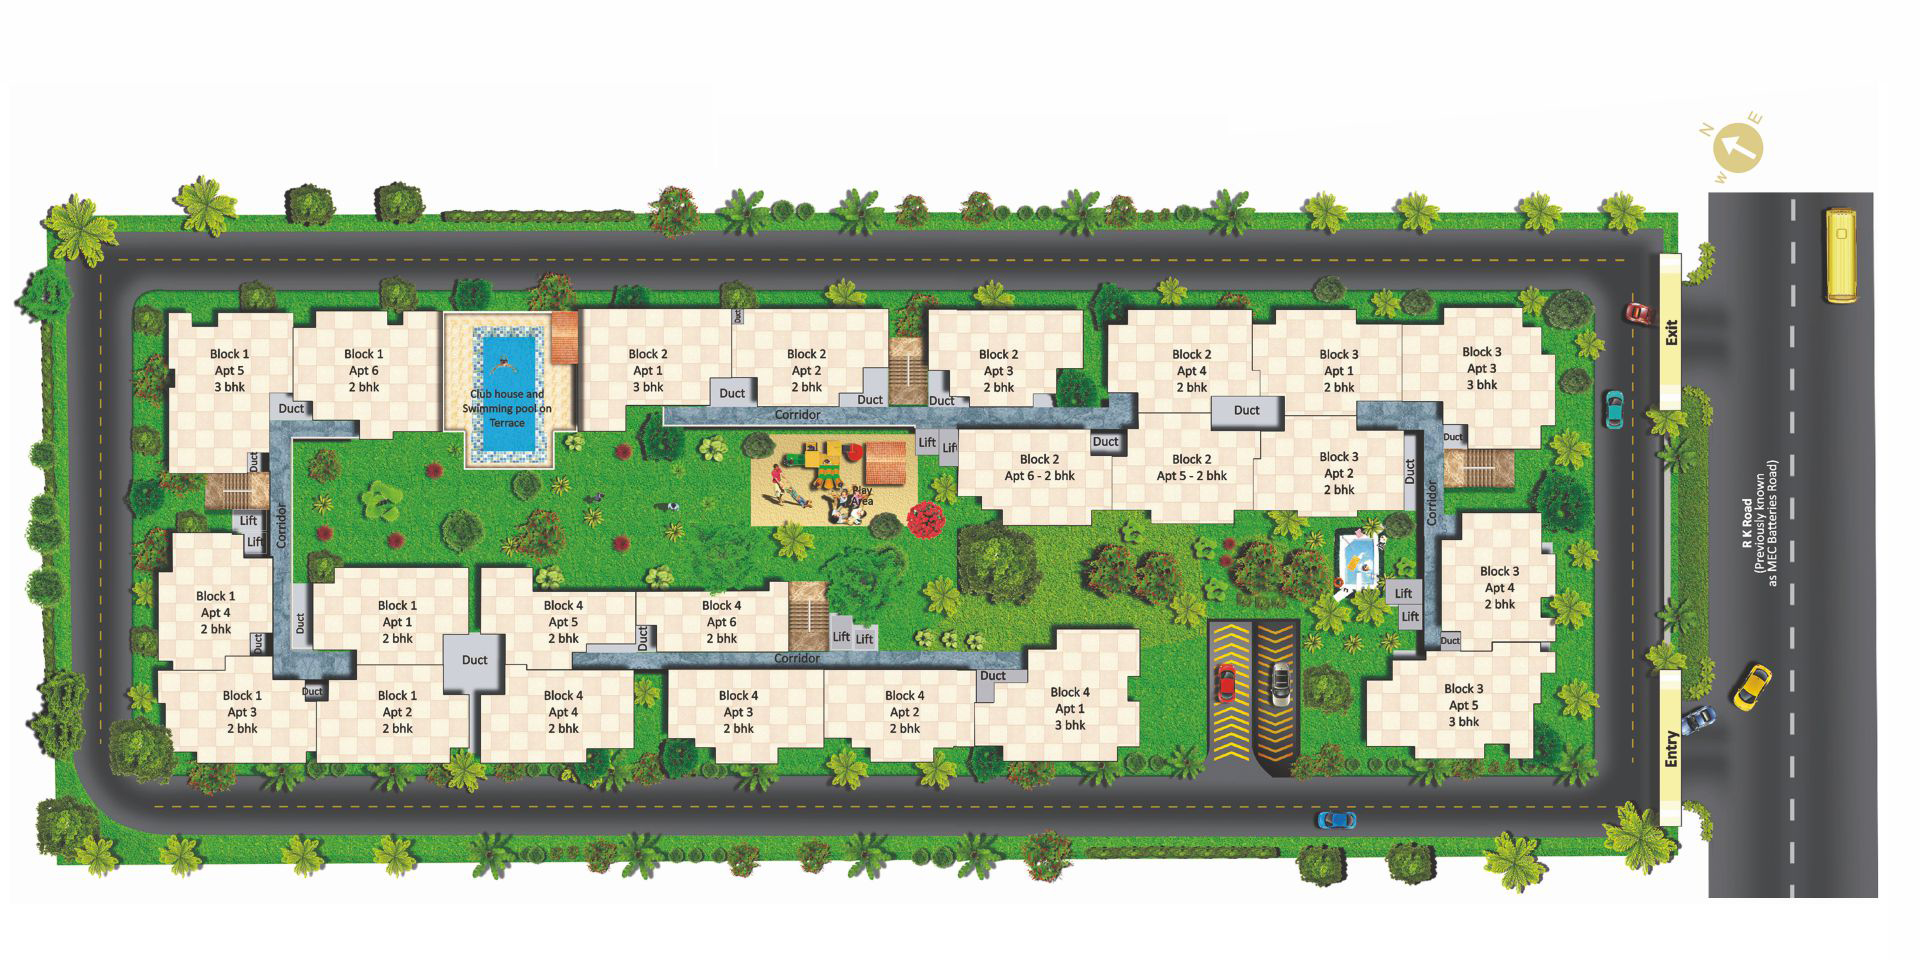 N
E
W
Block 1
Apt 5
3 bhk
Block 1
Apt 6
2 bhk
Duct
Duct
Club house and
Swimming pool on
Terrace
Block 2
Apt 1
3 bhk
Duct
Duct
Block 2
Apt 2
2 bhk
Duct
Block 2
Apt 3
2 bhk
Duct
Corridor
Block 2
Apt 4
2 bhk
Duct
Block 3
Apt 1
2 bhk
Block 3
Apt 3
3 bhk
Duct
Exit
Lift
Lift
Block 2
Apt 6 - 2 bhk
Duct
Block 2
Apt 5 - 2 bhk
Block 3
Apt 2
2 bhk
Duct
Corridor
Play
Area
R K Road
(Previously known
as MEC Batteries Road)
Lift
Lift
Corridor
Block 1
Apt 4
2 bhk
Duct
Duct
Block 1
Apt 1
2 bhk
Duct
Block 4
Apt 5
2 bhk
Duct
Block 4
Apt 6
2 bhk
Lift
Lift
Corridor
Lift
Lift
Block 3
Apt 4
2 bhk
Duct
Block 1
Apt 3
2 bhk
Duct
Block 1
Apt 2
2 bhk
Block 4
Apt 4
2 bhk
Block 4
Apt 3
2 bhk
Block 4
Apt 2
2 bhk
Duct
Block 4
Apt 1
3 bhk
Block 3
Apt 5
3 bhk
Entry